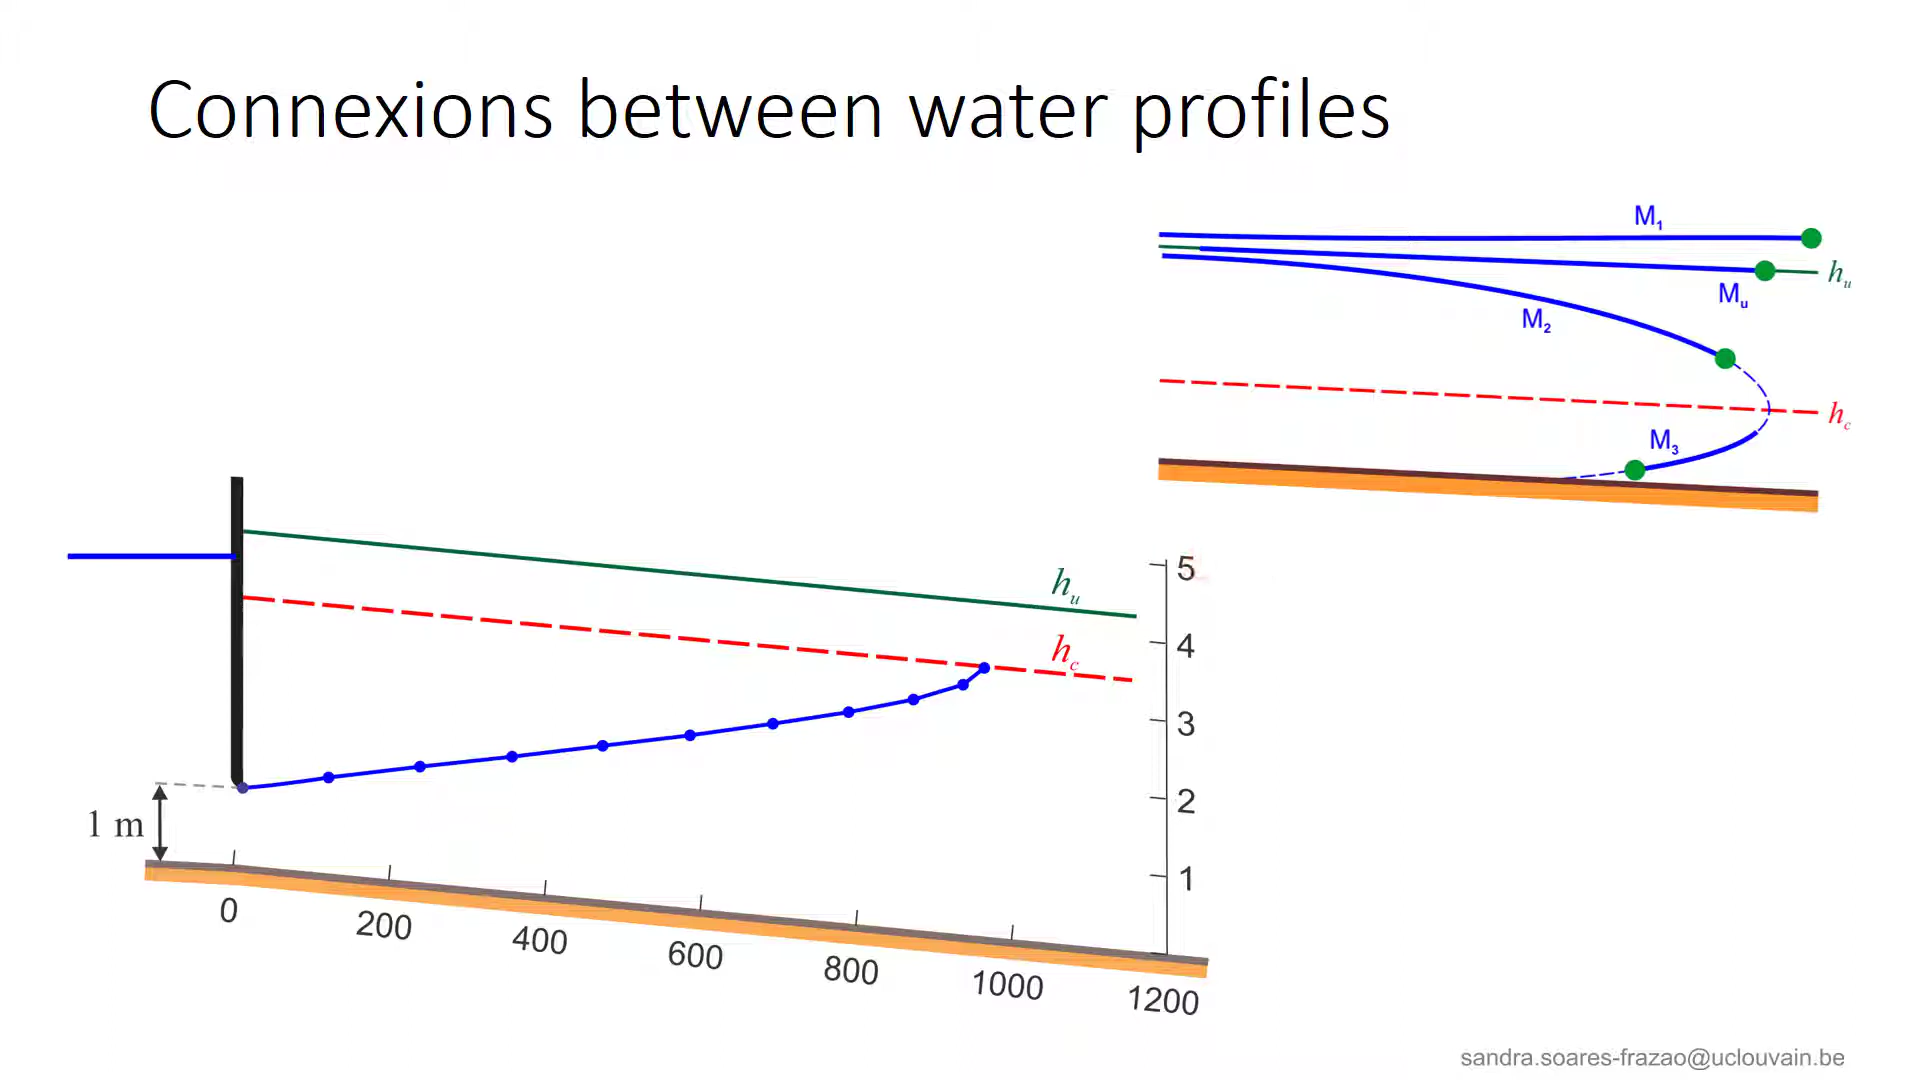 Connexions between water profiles
M1
hu
Mu
M2
hc
M3
hu
hc
5
4
3
2
1
1 m
0
200
400
600
800
1000
1200
sandra.soares-frazao@uclouvain.be